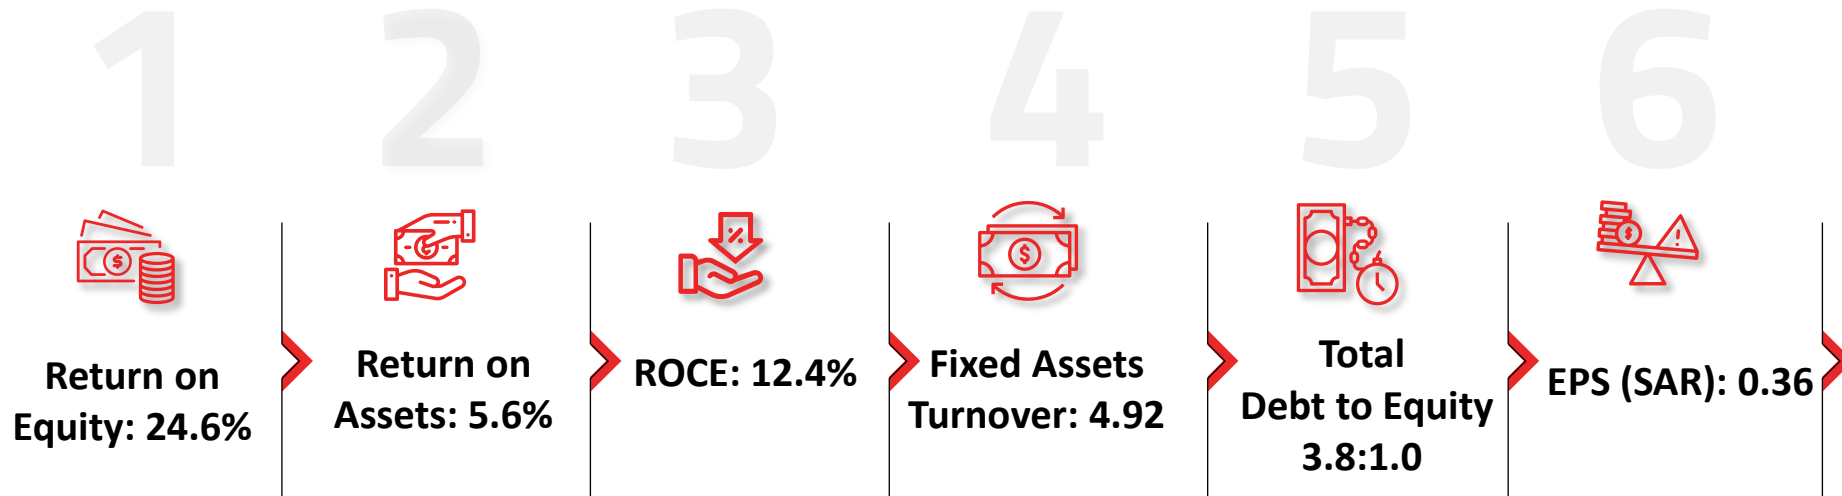 1
2
3
4
5
6
Return on
Equity: 24.6%
Return on
Assets: 5.6%
ROCE: 12.4%
Fixed Assets
Turnover: 4.92
Total
Debt to Equity
3.8:1.0
EPS (SAR): 0.36